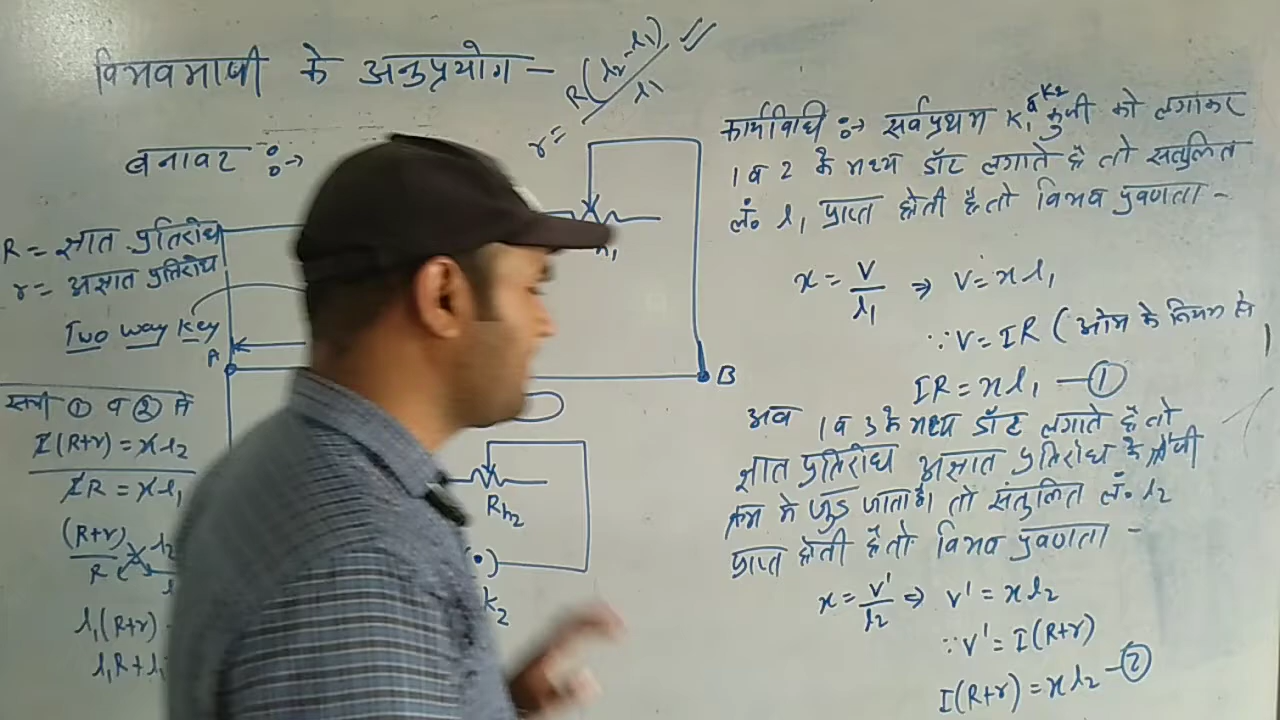 विभवमापी के अनुप्रयोग –
r = R(l₂-l₁)/l₁
बनावट :→
R = ज्ञात प्रतिरोध
r = अज्ञात प्रतिरोध
Two way key
A
B
Rh₂
K₂
समी ① व ② से
I(R+r) = xl₂
IR = xl₁
(R+r)/R
l₁(R+r)
l₁R+l₁
कार्यविधि :→ सर्वप्रथम K₁ & K₂ कुंजी को लगाकर
1 व 2 के मध्य डॉट लगाते है तो संतुलित
लं० l₁ प्राप्त होती है तो विभव प्रवणता –
x = V/l₁ ⇒ V = xl₁
∵ V = IR (ओम के नियम से)
IR = xl₁ —①
अब 1 व 3 के मध्य डॉट लगाते है तो
ज्ञात प्रतिरोध अज्ञात प्रतिरोध के श्रेणी
क्रम मे जुड जाता है। तो संतुलित लं० l₂
प्राप्त होती है तो विभव प्रवणता –
x = V'/l₂ ⇒ V' = xl₂
∵ V' = I(R+r)
I(R+r) = xl₂ —②